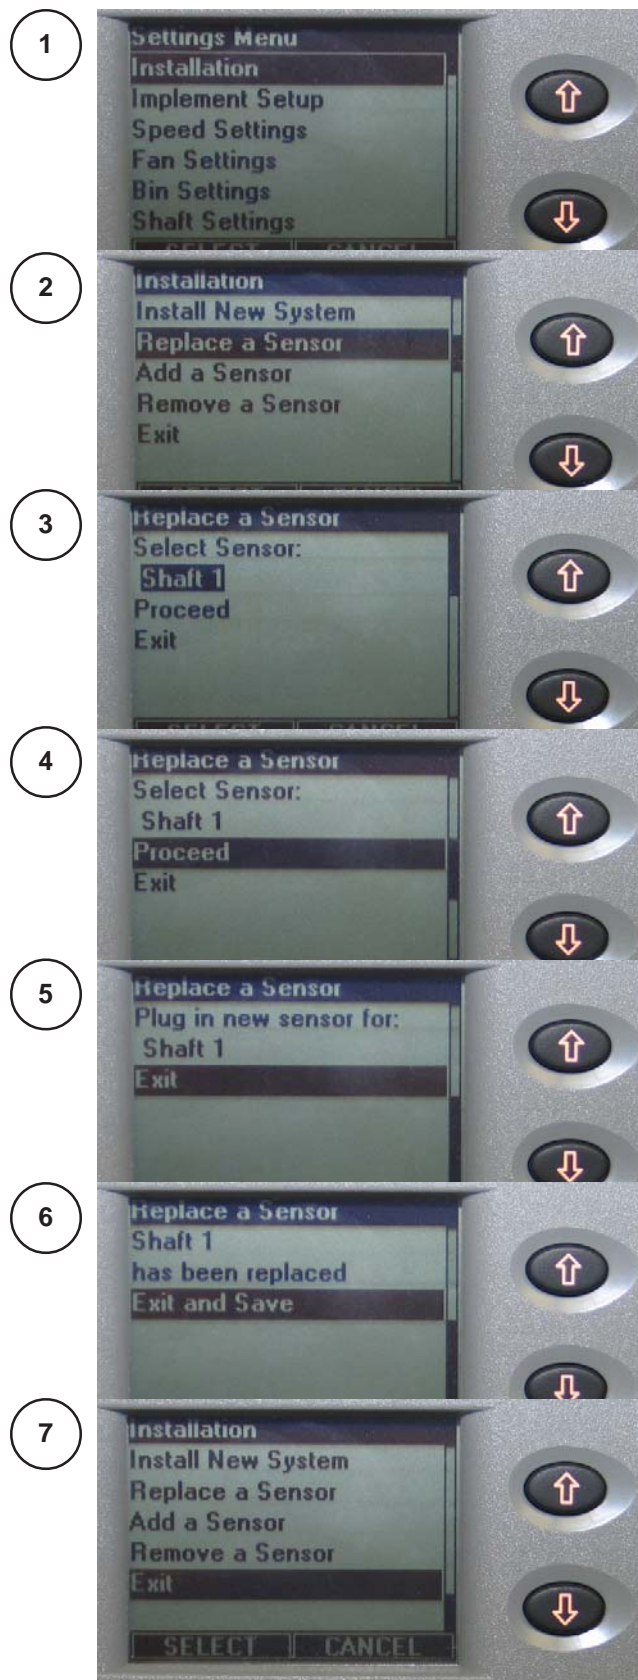 1
Settings Menu
Installation
Implement Setup
Speed Settings
Fan Settings
Bin Settings
Shaft Settings
SELECT CANCEL
2
Installation
Install New System
Replace a Sensor
Add a Sensor
Remove a Sensor
Exit
3
Replace a Sensor
Select Sensor:
Shaft 1
Proceed
Exit
SELECT CANCEL
4
Replace a Sensor
Select Sensor:
Shaft 1
Proceed
Exit
5
Replace a Sensor
Plug in new sensor for:
Shaft 1
Exit
6
Replace a Sensor
Shaft 1
has been replaced
Exit and Save
7
Installation
Install New System
Replace a Sensor
Add a Sensor
Remove a Sensor
Exit
SELECT CANCEL